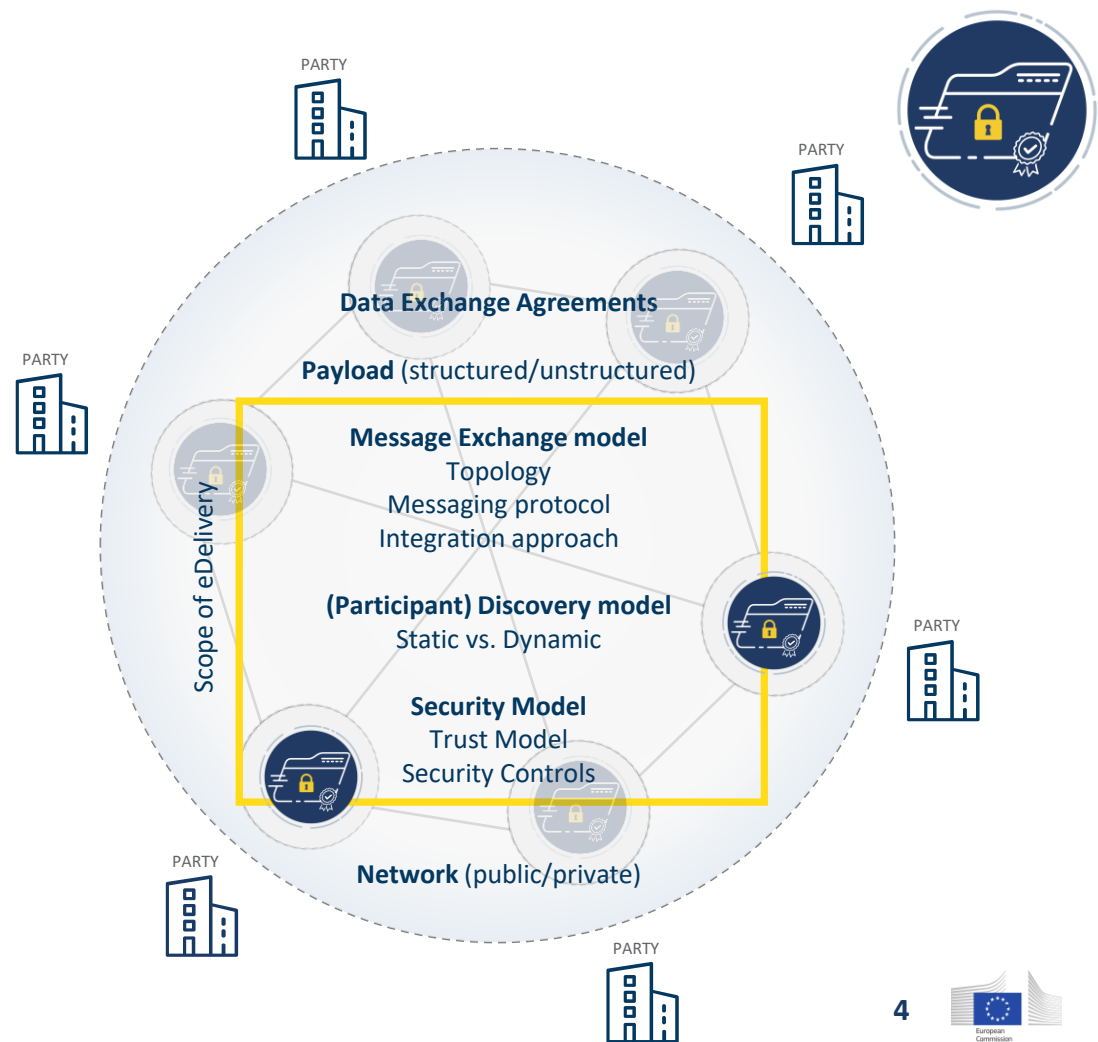 PARTY
PARTY
Data Exchange Agreements
PARTY
Payload (structured/unstructured)
Message Exchange model
Topology
Messaging protocol
Integration approach
Scope of eDelivery
(Participant) Discovery model
Static vs. Dynamic
PARTY
Security Model
Trust Model
Security Controls
PARTY
Network (public/private)
PARTY
4
European
Commission